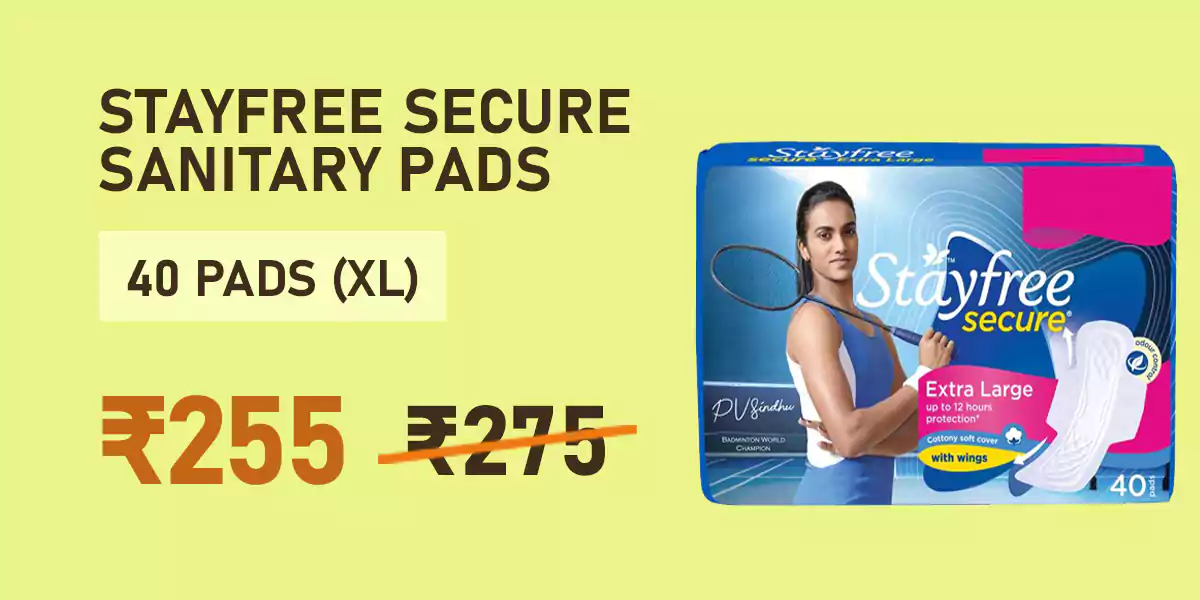 STAYFREE SECURE
SANITARY PADS
40 PADS (XL)
₹255 ₹275
Stayfree
secure Extra Large
Stayfree™
secure®
odour control
Extra Large
up to 12 hours
protection*
Cottony soft cover
with wings
PV Sindhu
BADMINTON WORLD
CHAMPION
40 pads